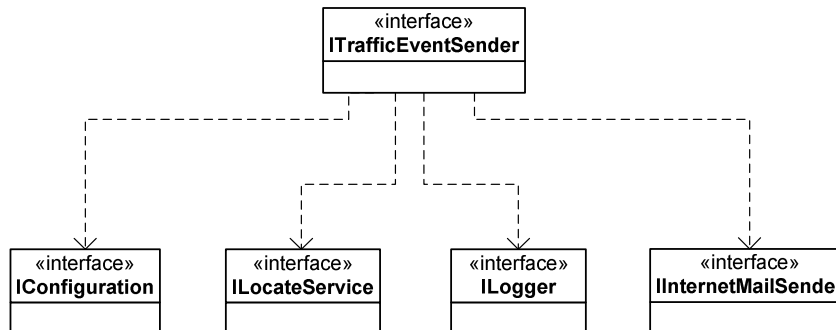 «interface»
ITrafficEventSender
«interface»
IConfiguration
«interface»
ILocateService
«interface»
ILogger
«interface»
IInternetMailSende